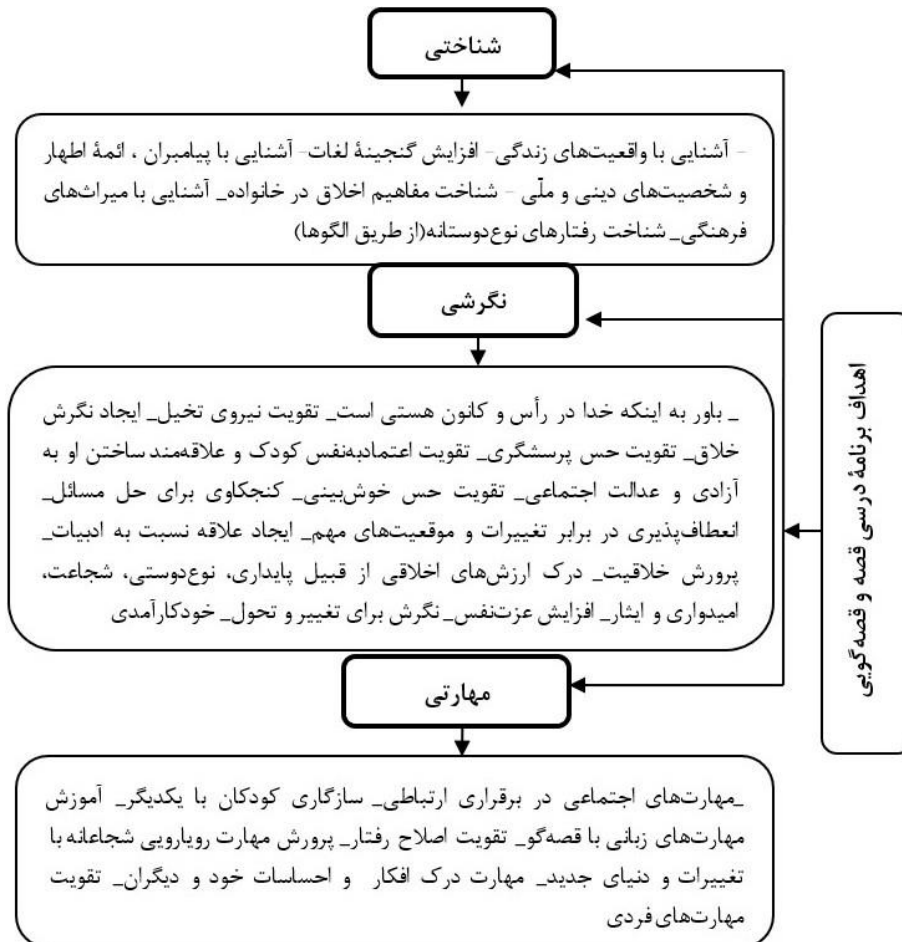 شناختی
- آشنایی با واقعیت‌های زندگی- افزایش گنجینهٔ لغات- آشنایی با پیامبران ، ائمهٔ اطهار
و شخصیت‌های دینی و ملّی - شناخت مفاهیم اخلاق در خانواده_ آشنایی با میراث‌های
فرهنگی_ شناخت رفتارهای نوع‌دوستانه(از طریق الگوها)
نگرشی
_ باور به اینکه خدا در رأس و کانون هستی است_ تقویت نیروی تخیل_ ایجاد نگرش
خلاق_ تقویت حس پرسشگری_ تقویت اعتمادبه‌نفس کودک و علاقه‌مند ساختن او به
آزادی و عدالت اجتماعی_ تقویت حس خوش‌بینی_ کنجکاوی برای حل مسائل_
انعطاف‌پذیری در برابر تغییرات و موقعیت‌های مهم_ ایجاد علاقه نسبت به ادبیات_
پرورش خلاقیت_ درک ارزش‌های اخلاقی از قبیل پایداری، نوع‌دوستی، شجاعت،
امیدواری و ایثار_ افزایش عزت‌نفس_ نگرش برای تغییر و تحول_ خودکارآمدی
مهارتی
_مهارت‌های اجتماعی در برقراری ارتباطی_ سازگاری کودکان با یکدیگر_ آموزش
مهارت‌های زبانی با قصه‌گو_ تقویت اصلاح رفتار_ پرورش مهارت رویارویی شجاعانه با
تغییرات و دنیای جدید_ مهارت درک افکار و احساسات خود و دیگران_ تقویت
مهارت‌های فردی
اهداف برنامهٔ درسی قصه و قصه‌گویی